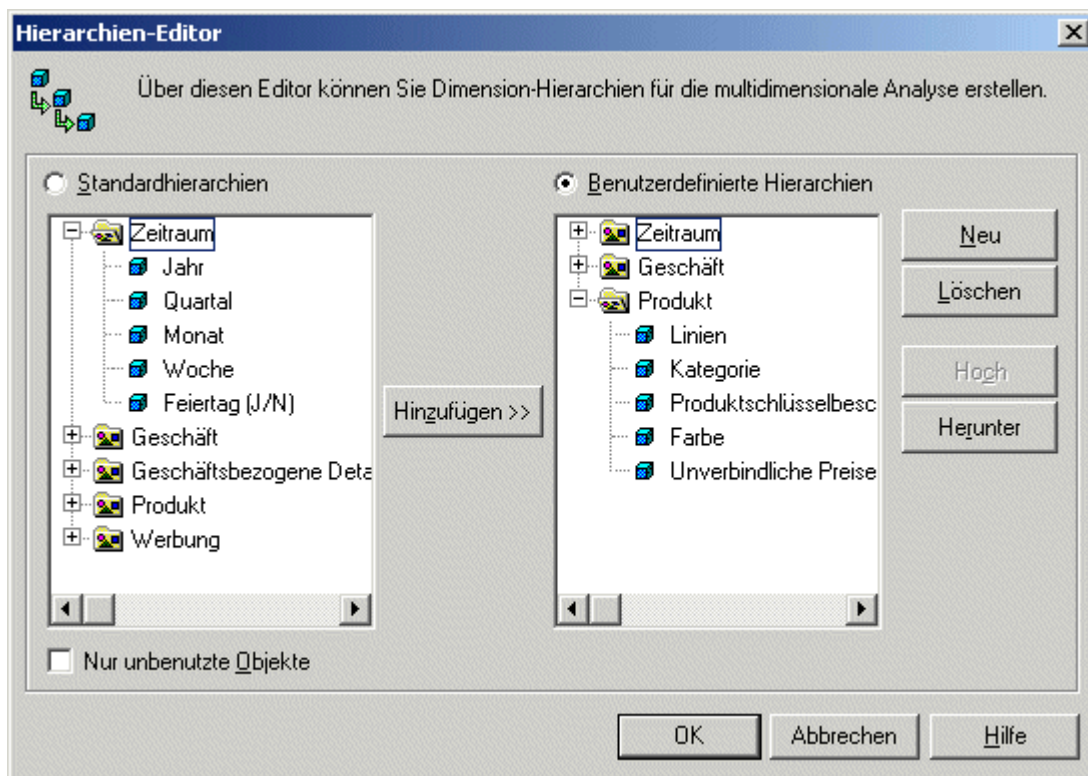 Hierarchien-Editor
Über diesen Editor können Sie Dimension-Hierarchien für die multidimensionale Analyse erstellen.
Standardhierarchien
Zeitraum
Jahr
Quartal
Monat
Woche
Feiertag (J/N)
Geschäft
Geschäftsbezogene Deta
Produkt
Werbung
Nur unbenutzte Objekte
Hinzufügen >>
Benutzerdefinierte Hierarchien
Zeitraum
Geschäft
Produkt
Linien
Kategorie
Produktschlüsselbesc
Farbe
Unverbindliche Preise
Neu
Löschen
Hoch
Herunter
OK
Abbrechen
Hilfe